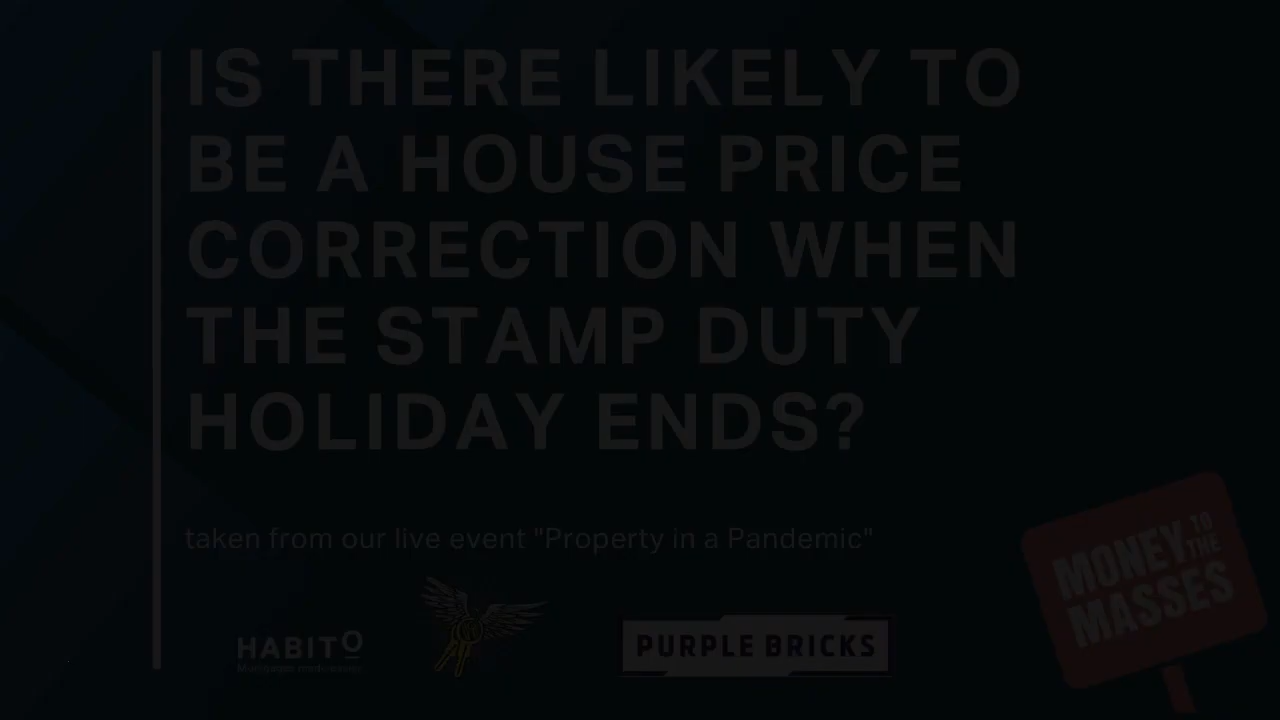 IS THERE LIKELY TO
BE A HOUSE PRICE
CORRECTION WHEN
THE STAMP DUTY
HOLIDAY ENDS?
taken from our live event "Property in a Pandemic"
MONEY TO THE
MASSES
HABITO
PURPLE BRICKS